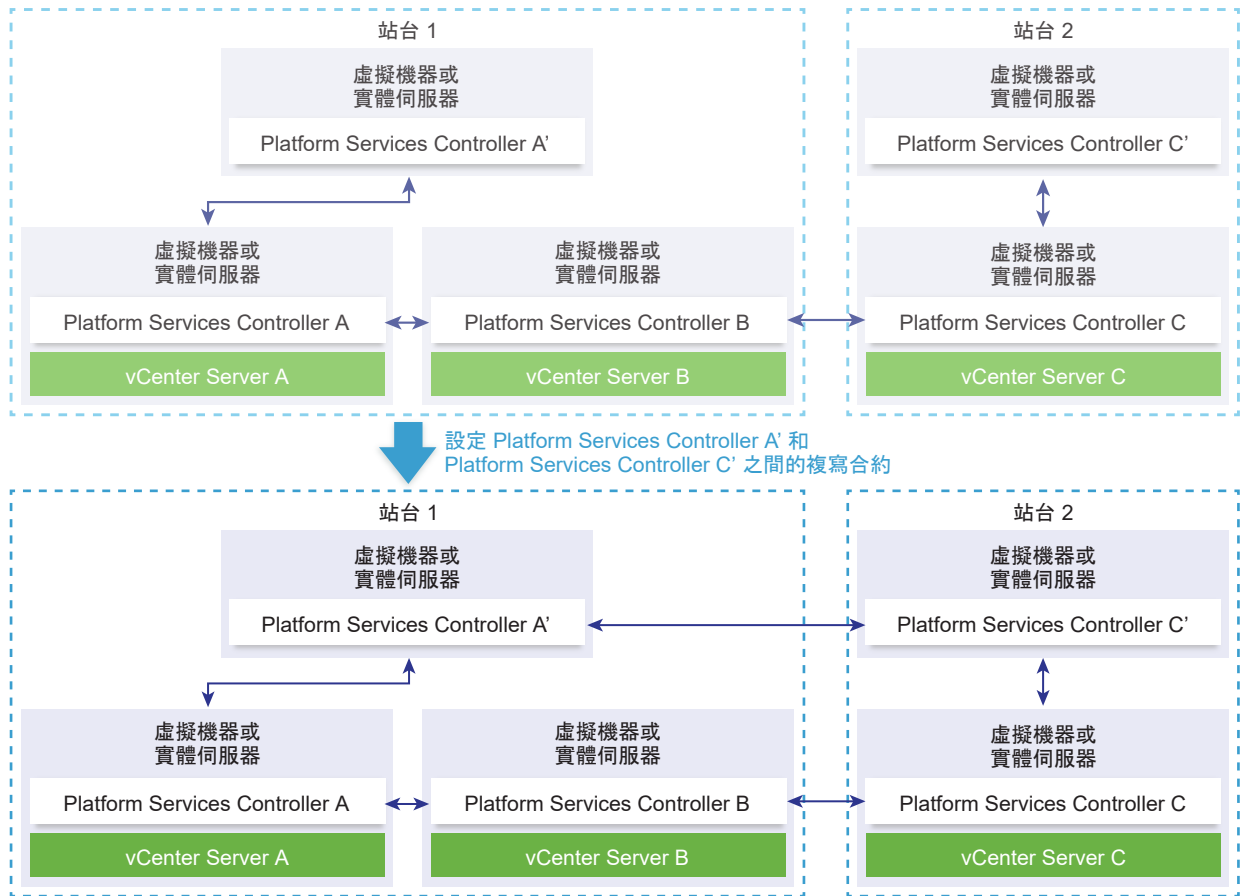 站台 1
虛擬機器或
實體伺服器
Platform Services Controller A’
虛擬機器或
實體伺服器
Platform Services Controller A
vCenter Server A
虛擬機器或
實體伺服器
Platform Services Controller B
vCenter Server B
站台 2
虛擬機器或
實體伺服器
Platform Services Controller C’
虛擬機器或
實體伺服器
Platform Services Controller C
vCenter Server C
設定 Platform Services Controller A’ 和
Platform Services Controller C’ 之間的複寫合約
站台 1
虛擬機器或
實體伺服器
Platform Services Controller A’
虛擬機器或
實體伺服器
Platform Services Controller A
vCenter Server A
虛擬機器或
實體伺服器
Platform Services Controller B
vCenter Server B
站台 2
虛擬機器或
實體伺服器
Platform Services Controller C’
虛擬機器或
實體伺服器
Platform Services Controller C
vCenter Server C